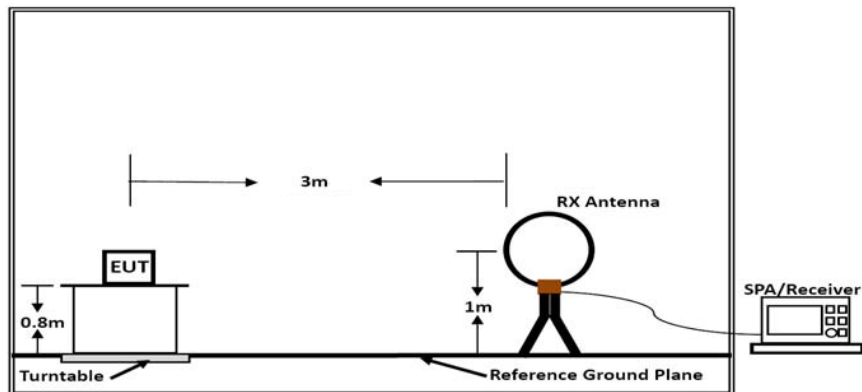 3m
RX Antenna
EUT
SPA/Receiver
0.8m
1m
Turntable
Reference Ground Plane